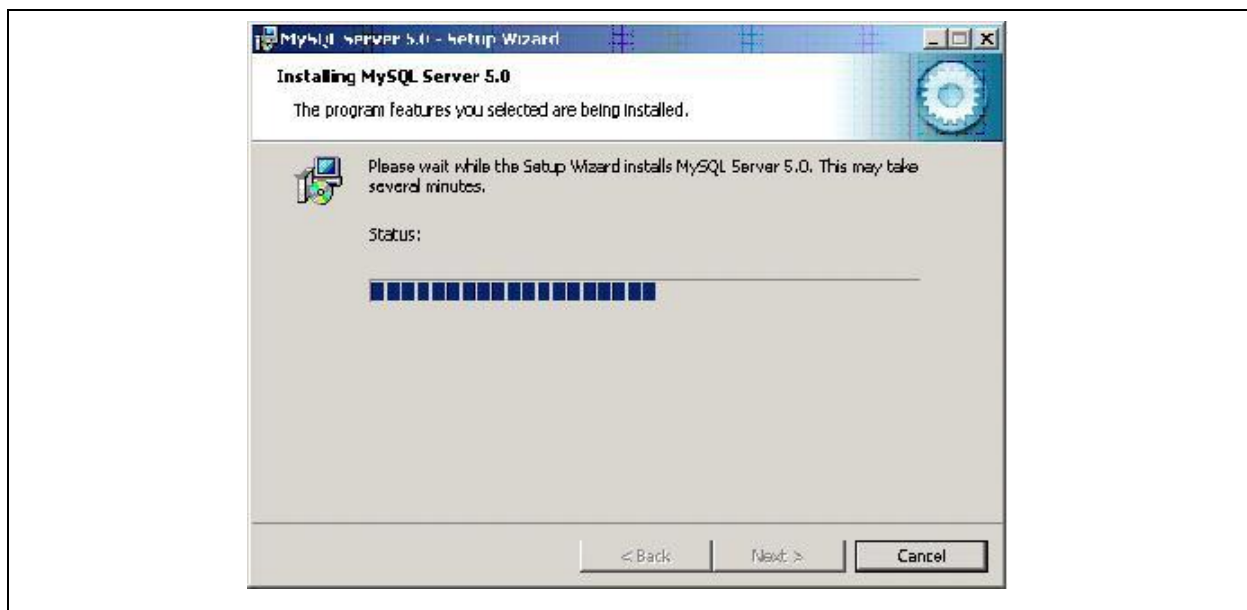 MySQL Server 5.0 - Setup Wizard
Installing MySQL Server 5.0
The program features you selected are being installed.
Please wait while the Setup Wizard installs MySQL Server 5.0. This may take
several minutes.
Status:
< Back
Next >
Cancel